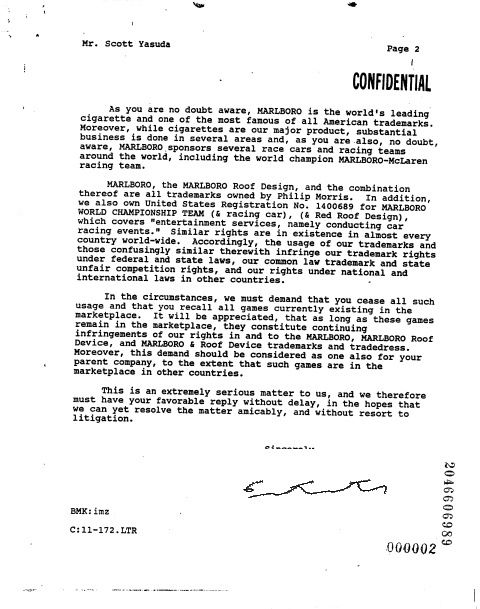 Mr. Scott Yasuda
Page 2
CONFIDENTIAL
As you are no doubt aware, MARLBORO is the world's leading
cigarette and one of the most famous of all American trademarks.
Moreover, while cigarettes are our major product, substantial
business is done in several areas and, as you are also, no doubt,
aware, MARLBORO sponsors several race cars and racing teams
around the world, including the world champion MARLBORO-McLaren
racing team.
MARLBORO, the MARLBORO Roof Design, and the combination
thereof are all trademarks owned by Philip Morris. In addition,
we also own United States Registration No. 1400689 for MARLBORO
WORLD CHAMPIONSHIP TEAM (& racing car), (& Red Roof Design),
which covers "entertainment services, namely conducting car
racing events." Similar rights are in existence in almost every
country world-wide. Accordingly, the usage of our trademarks and
those confusingly similar therewith infringe our trademark rights
under federal and state laws, our common law trademark and state
unfair competition rights, and our rights under national and
international laws in other countries.
In the circumstances, we must demand that you cease all such
usage and that you recall all games currently existing in the
marketplace. It will be appreciated, that as long as these games
remain in the marketplace, they constitute continuing
infringements of our rights in and to the MARLBORO, MARLBORO Roof
Device, and MARLBORO & Roof Device trademarks and tradedress.
Moreover, this demand should be considered as one also for your
parent company, to the extent that such games are in the
marketplace in other countries.
This is an extremely serious matter to us, and we therefore
must have your favorable reply without delay, in the hopes that
we can yet resolve the matter amicably, and without resort to
litigation.
BMK:imz
C:11-172.LTR
2046606989
000002